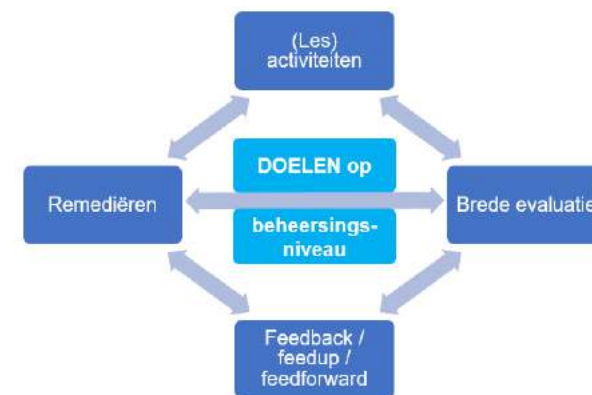 (Les)
activiteiten
DOELEN op
Remediëren
Brede evaluatie
beheersings-
niveau
Feedback /
feedup /
feedforward